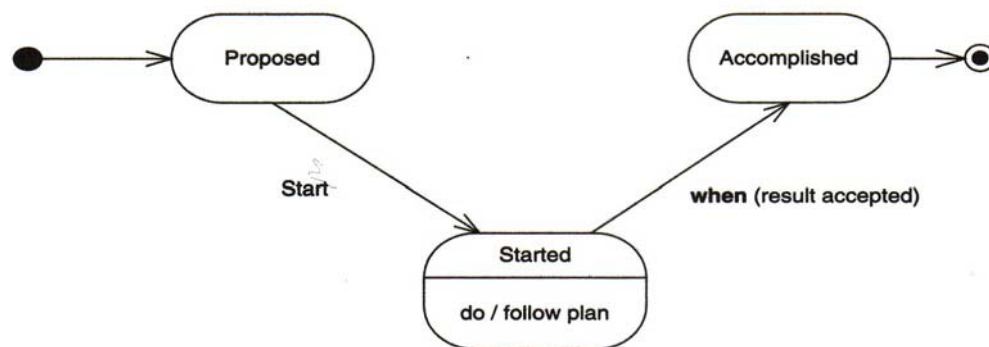 Proposed
Accomplished
Start
when (result accepted)
Started
do / follow plan